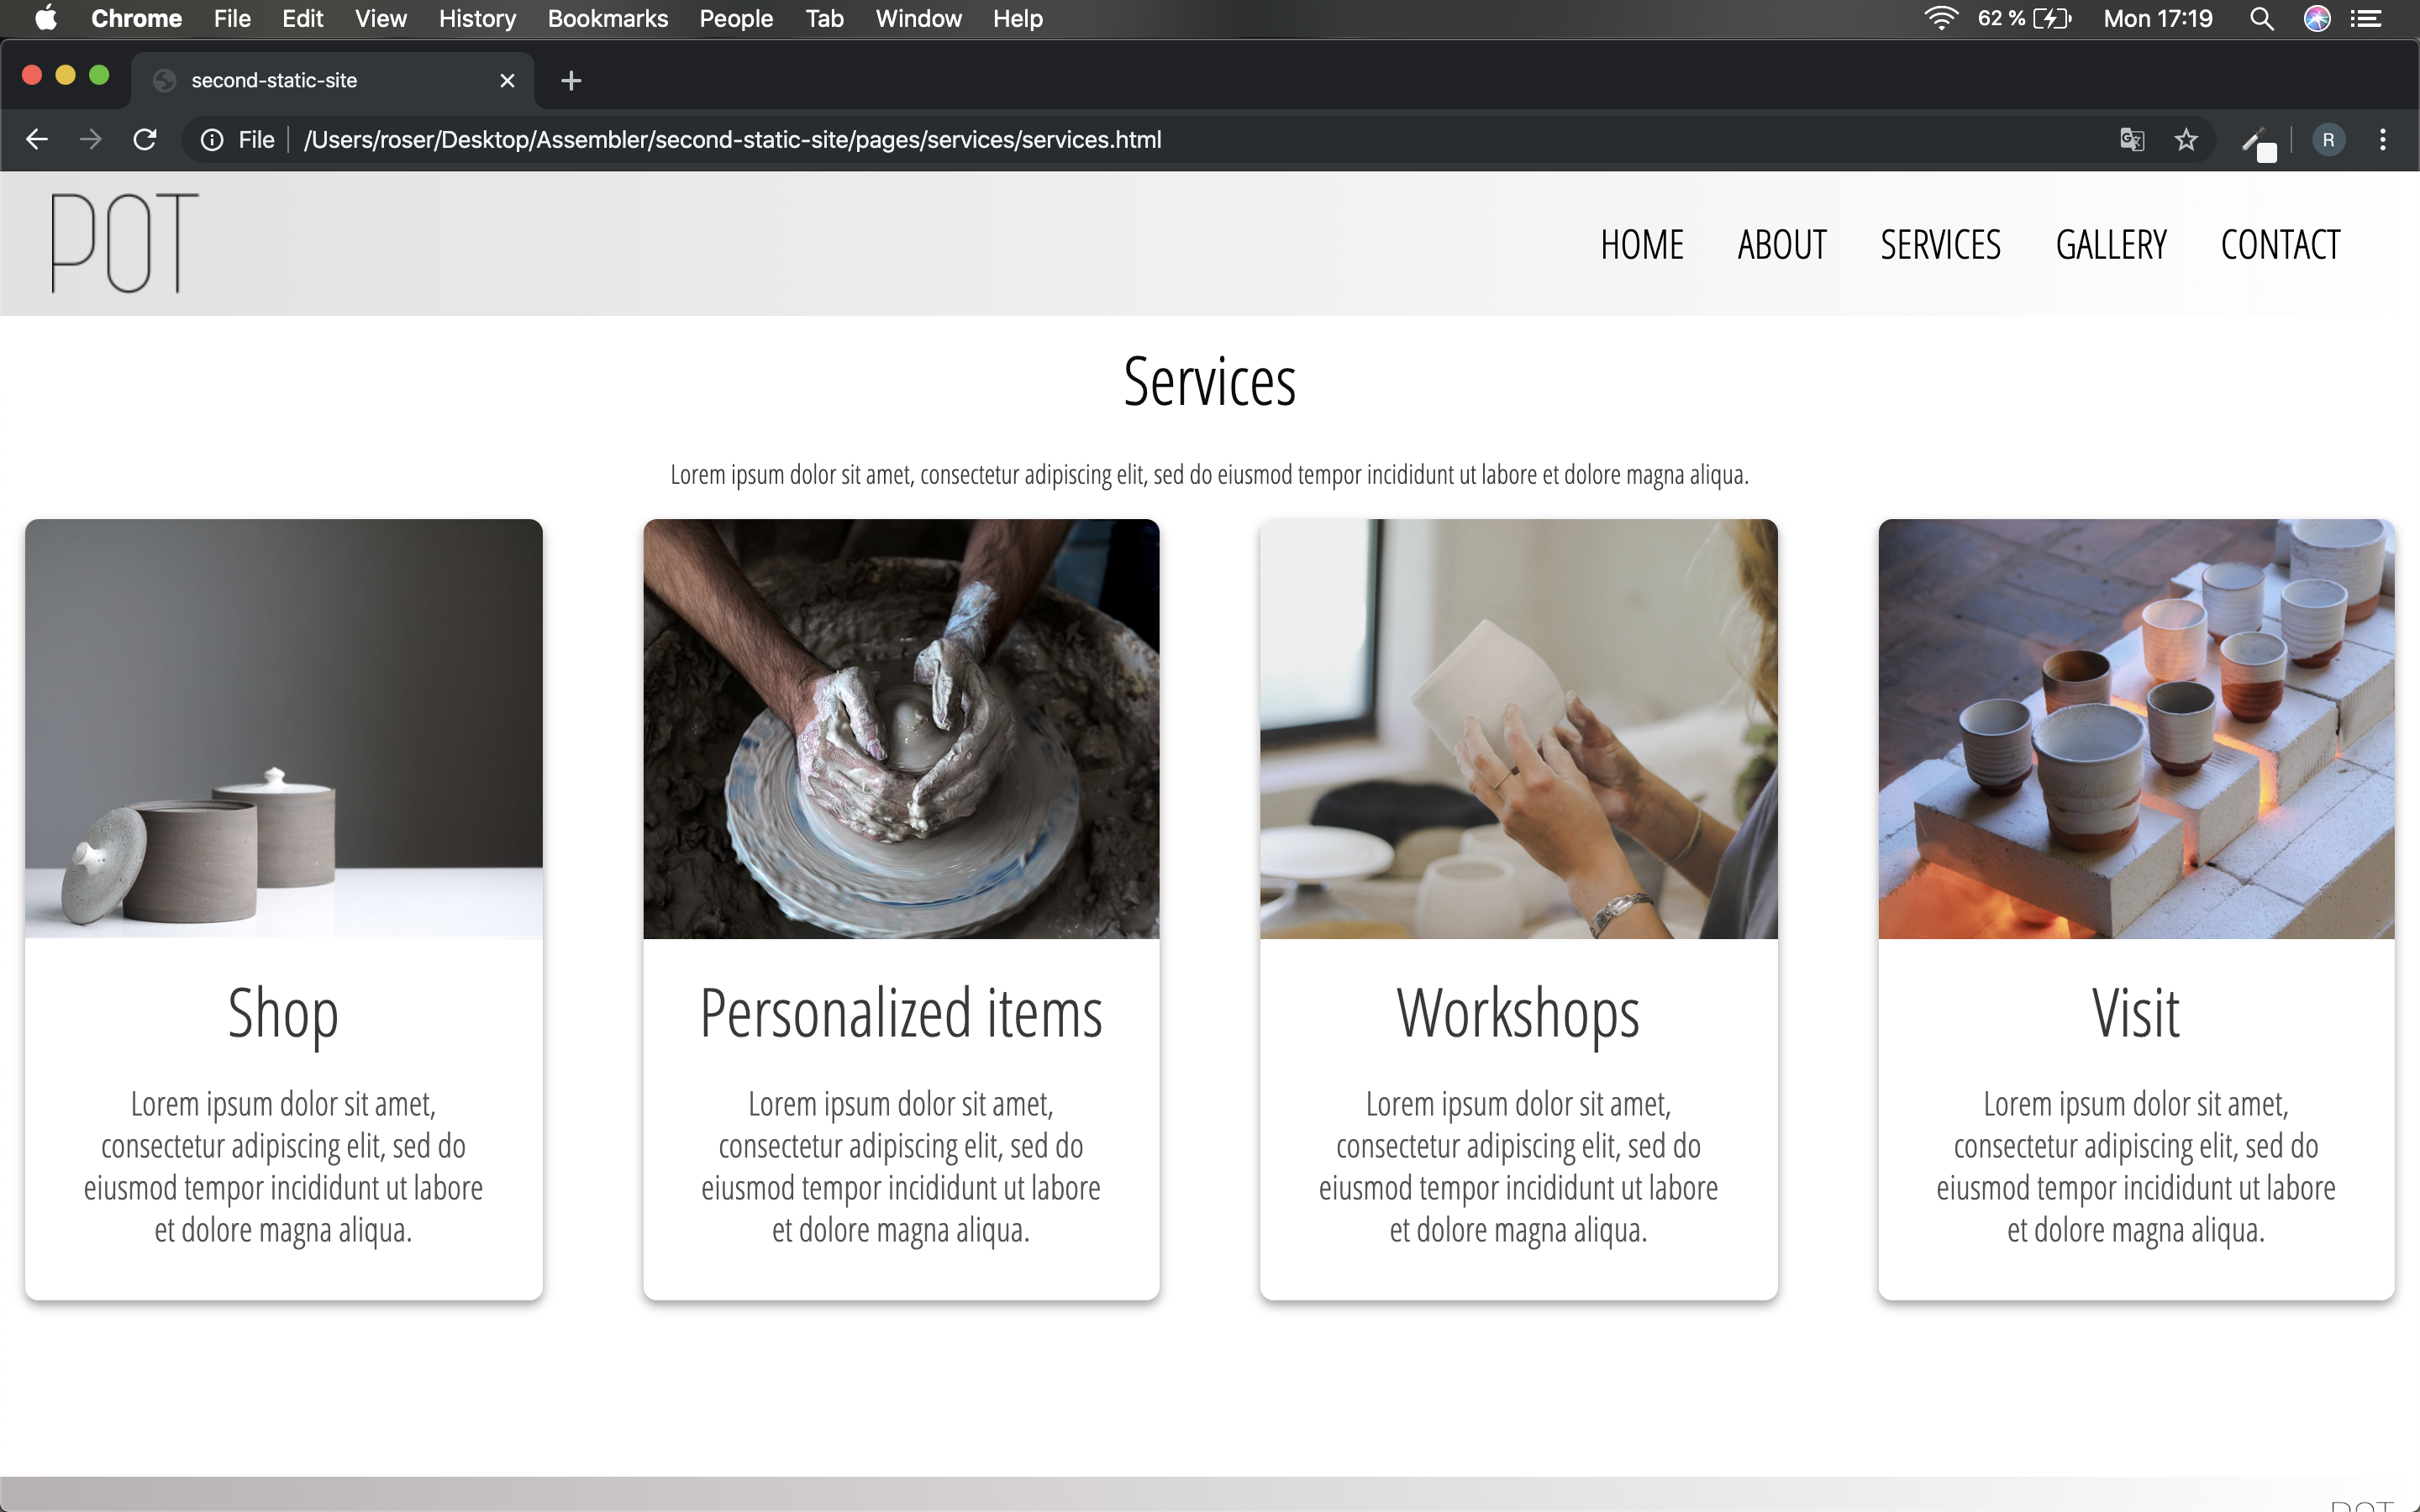 Chrome File Edit View History Bookmarks People Tab Window Help 62 % Mon 17:19
second-static-site
File /Users/roser/Desktop/Assembler/second-static-site/pages/services/services.html R
POT HOME ABOUT SERVICES GALLERY CONTACT
Services
Lorem ipsum dolor sit amet, consectetur adipiscing elit, sed do eiusmod tempor incididunt ut labore et dolore magna aliqua.
Shop
Lorem ipsum dolor sit amet,
consectetur adipiscing elit, sed do
eiusmod tempor incididunt ut labore
et dolore magna aliqua.
Personalized items
Lorem ipsum dolor sit amet,
consectetur adipiscing elit, sed do
eiusmod tempor incididunt ut labore
et dolore magna aliqua.
Workshops
Lorem ipsum dolor sit amet,
consectetur adipiscing elit, sed do
eiusmod tempor incididunt ut labore
et dolore magna aliqua.
Visit
Lorem ipsum dolor sit amet,
consectetur adipiscing elit, sed do
eiusmod tempor incididunt ut labore
et dolore magna aliqua.
POT